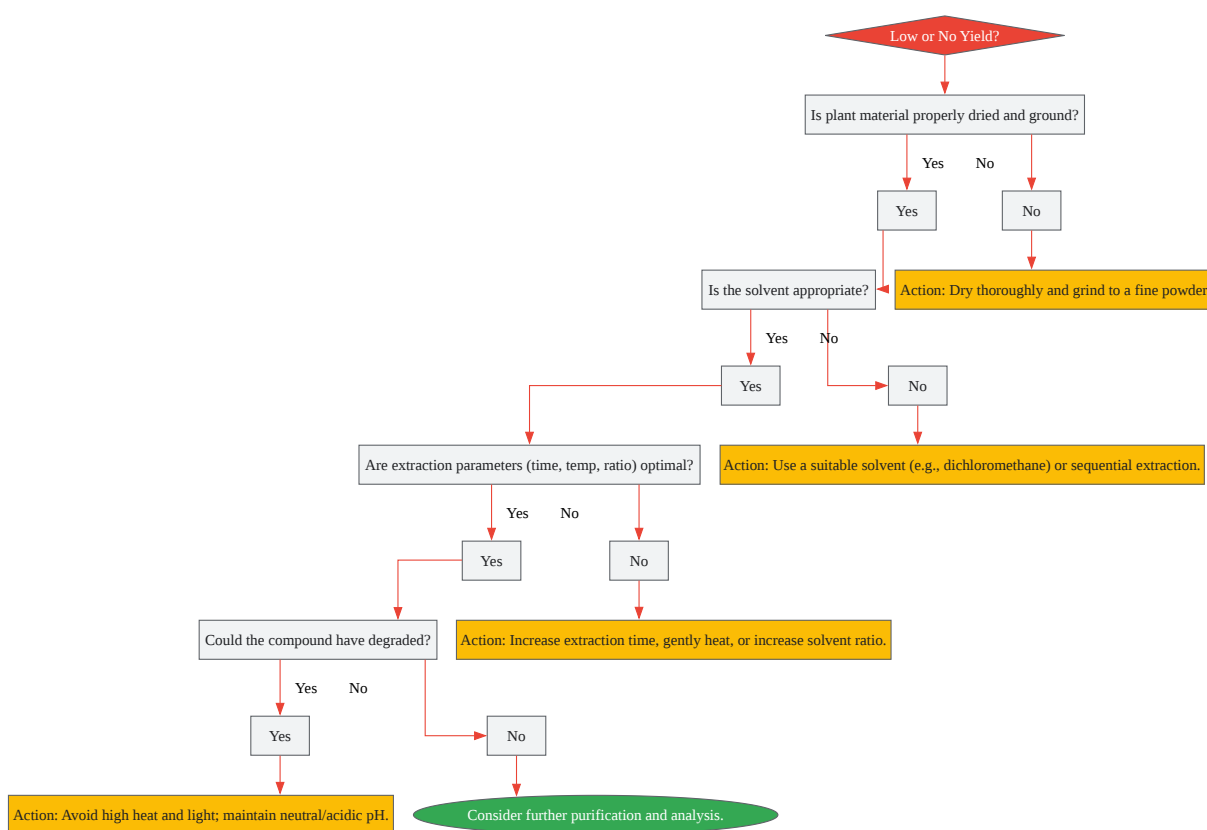 Low or No Yield?
Is plant material properly dried and ground?
Yes
No
Yes
No
Is the solvent appropriate?
Action: Dry thoroughly and grind to a fine powder
Yes
No
Yes
No
Are extraction parameters (time, temp, ratio) optimal?
Action: Use a suitable solvent (e.g., dichloromethane) or sequential extraction.
Yes
No
Yes
No
Could the compound have degraded?
Action: Increase extraction time, gently heat, or increase solvent ratio.
Yes
No
Yes
No
Action: Avoid high heat and light; maintain neutral/acidic pH.
Consider further purification and analysis.